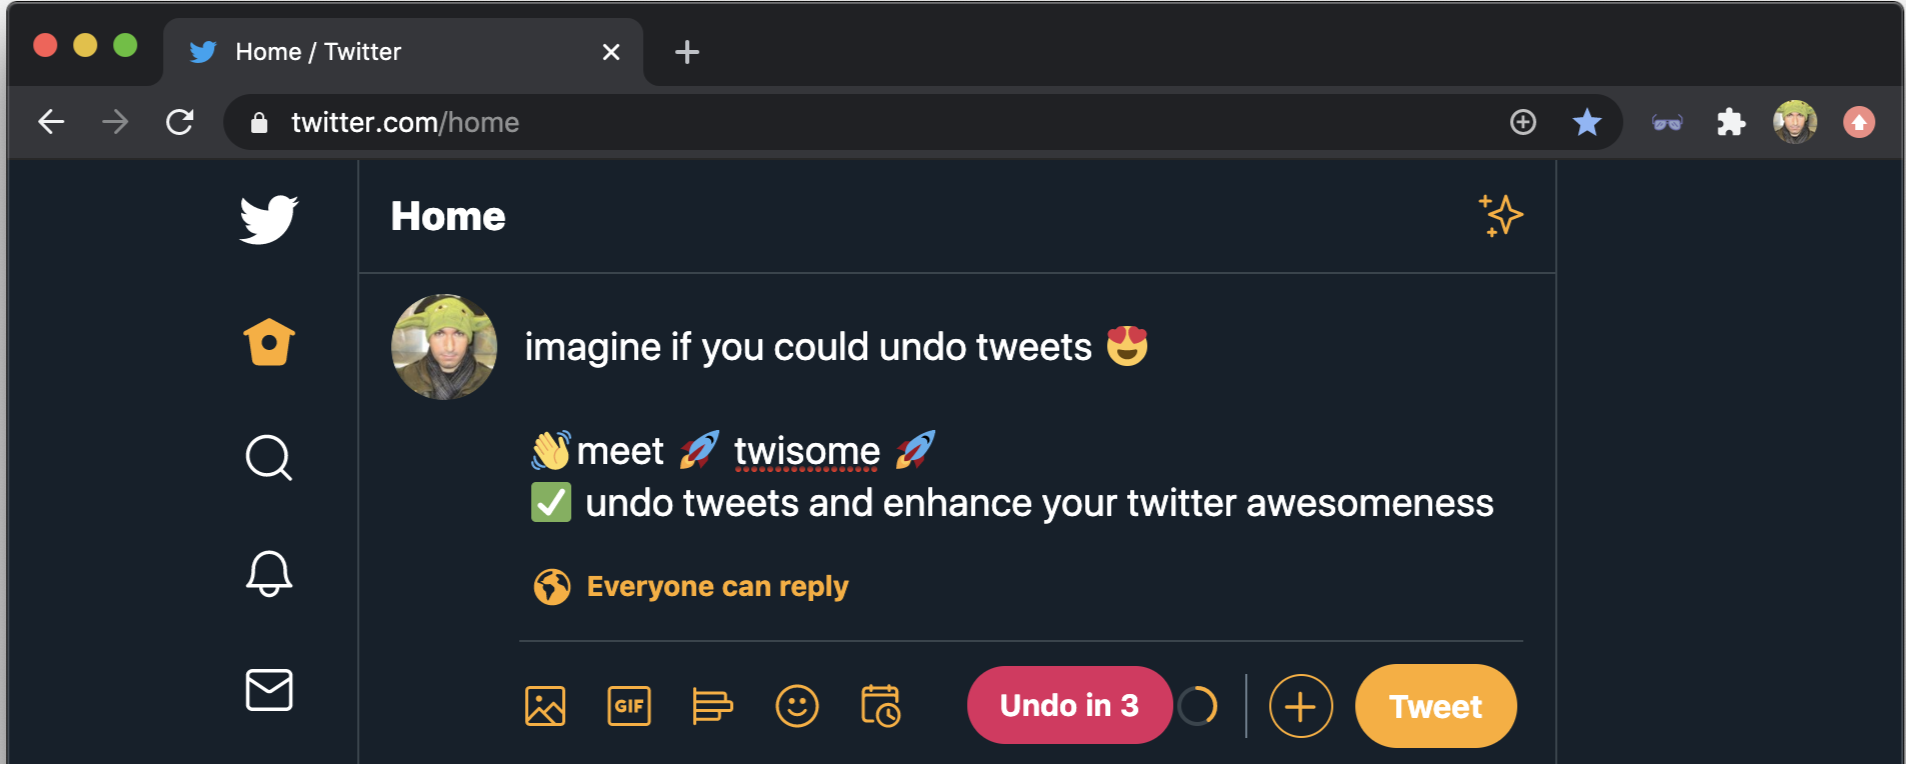 Home / Twitter
twitter.com/home
Home
imagine if you could undo tweets 😍
👋meet 🚀 twisome 🚀
✅ undo tweets and enhance your twitter awesomeness
Everyone can reply
GIF
Undo in 3
Tweet